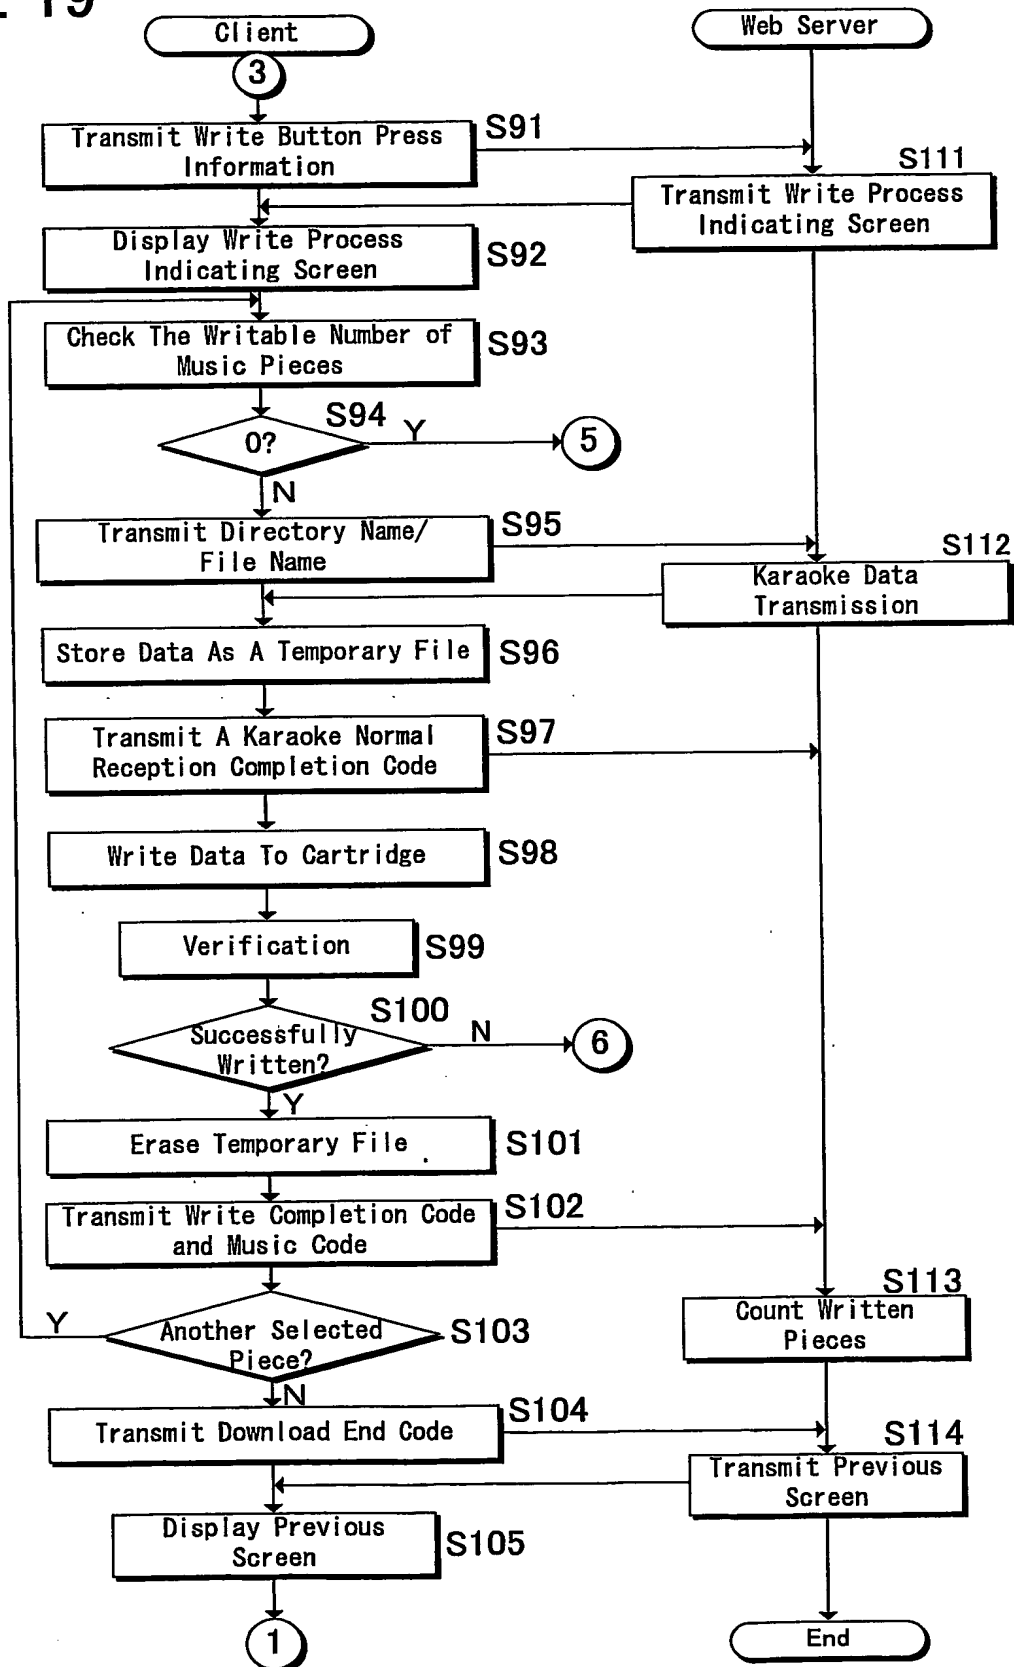 19
Client
Web Server
3
Transmit Write Button Press
Information
S91
S111
Transmit Write Process
Indicating Screen
Display Write Process
Indicating Screen
S92
Check The Writable Number of
Music Pieces
S93
S94
0?
Y
5
N
Transmit Directory Name/
File Name
S95
S112
Karaoke Data
Transmission
Store Data As A Temporary File
S96
Transmit A Karaoke Normal
Reception Completion Code
S97
Write Data To Cartridge
S98
Verification
S99
S100
Successfully
Written?
N
6
Y
Erase Temporary File
S101
Transmit Write Completion Code
and Music Code
S102
S113
Count Written
Pieces
Y
Another Selected
Piece?
S103
N
Transmit Download End Code
S104
S114
Transmit Previous
Screen
Display Previous
Screen
S105
1
End